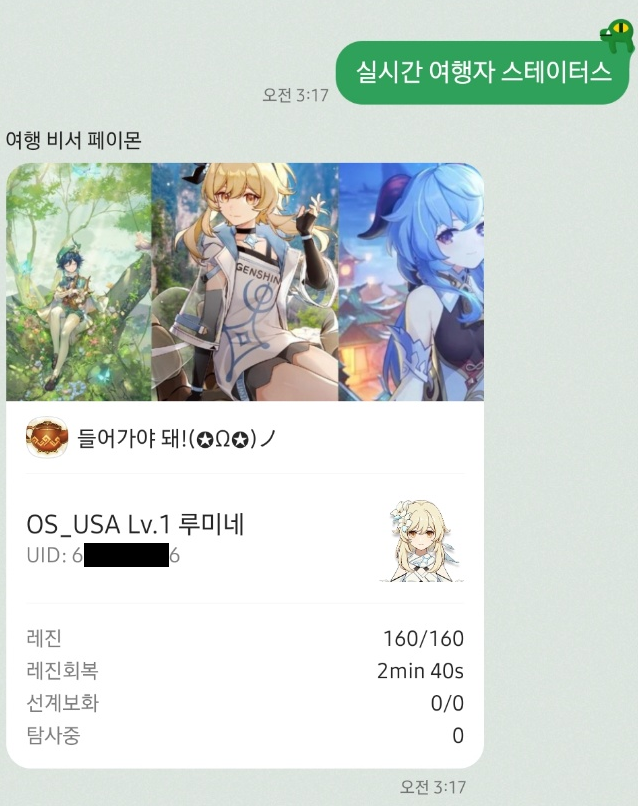 실시간 여행자 스테이터스
오전 3:17
여행 비서 페이몬
GENSHIN
들어가야 돼!(✪Ω✪)ノ
OS_USA Lv.1 루미네
UID: 6 6
레진 160/160
레진회복 2min 40s
선계보화 0/0
탐사중 0
오전 3:17